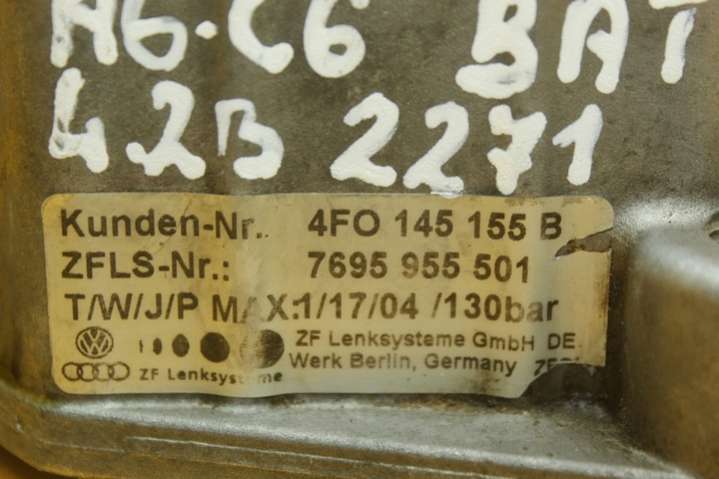 A6·C6 BAT
42B 2271
Kunden-Nr.: 4FO 145 155 B
ZFLS-Nr.: 7695 955 501
T/W/J/P MAX:1/17/04 /130bar
ZF Lenksysteme GmbH DE.
Werk Berlin, Germany
ZF Lenksysteme